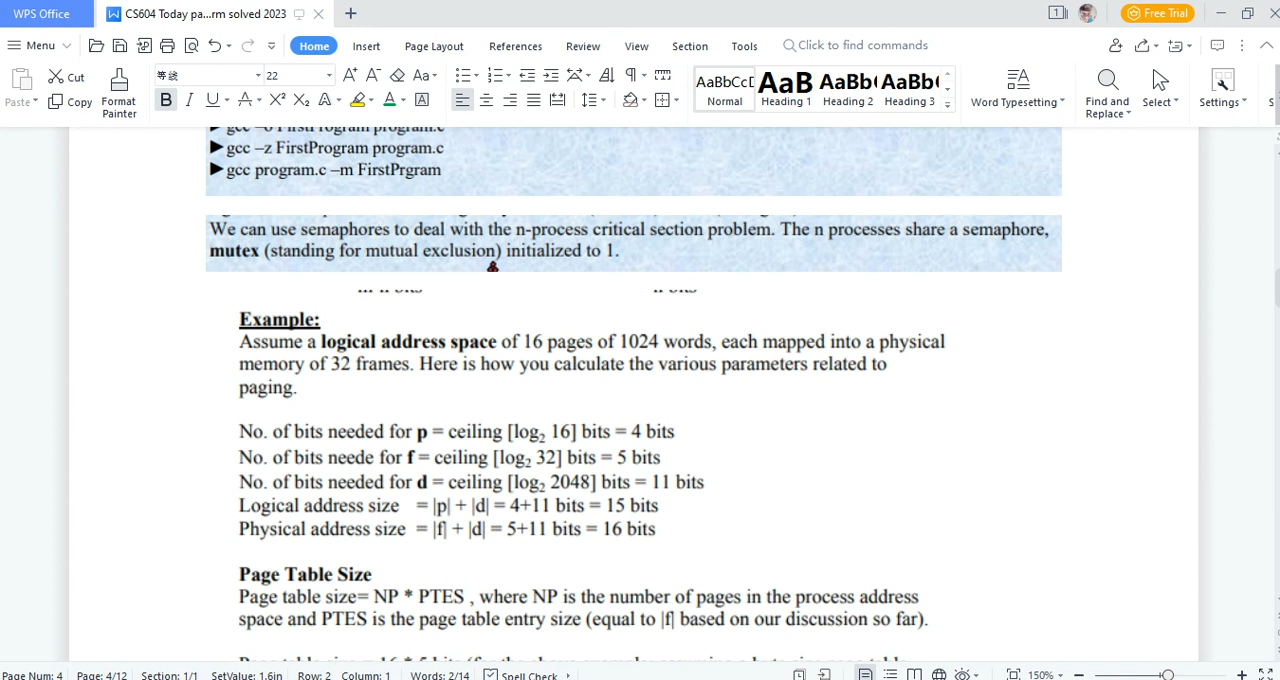 WPS Office
CS604 Today pa...rm solved 2023
Free Trial
Menu
Home
Insert
Page Layout
References
Review
View
Section
Tools
Click to find commands
Paste
Cut
Copy
Format
Painter
等线
22
AaBbCcD
Normal
AaB
Heading 1
AaBb(
Heading 2
AaBb(
Heading 3
Word Typesetting
Find and
Replace
Select
Settings
gcc –o FirstProgram program.c
►gcc –z FirstProgram program.c
►gcc program.c –m FirstPrgram
We can use semaphores to deal with the n-process critical section problem. The n processes share a semaphore,
mutex (standing for mutual exclusion) initialized to 1.
Example:
Assume a logical address space of 16 pages of 1024 words, each mapped into a physical
memory of 32 frames. Here is how you calculate the various parameters related to
paging.
No. of bits needed for p = ceiling [log₂ 16] bits = 4 bits
No. of bits neede for f = ceiling [log₂ 32] bits = 5 bits
No. of bits needed for d = ceiling [log₂ 2048] bits = 11 bits
Logical address size = |p| + |d| = 4+11 bits = 15 bits
Physical address size = |f| + |d| = 5+11 bits = 16 bits
Page Table Size
Page table size= NP * PTES , where NP is the number of pages in the process address
space and PTES is the page table entry size (equal to |f| based on our discussion so far).
Page Num: 4 Page: 4/12 Section: 1/1 SetValue: 1.6in Row: 2 Column: 1 Words: 2/14 Spell Check
150%